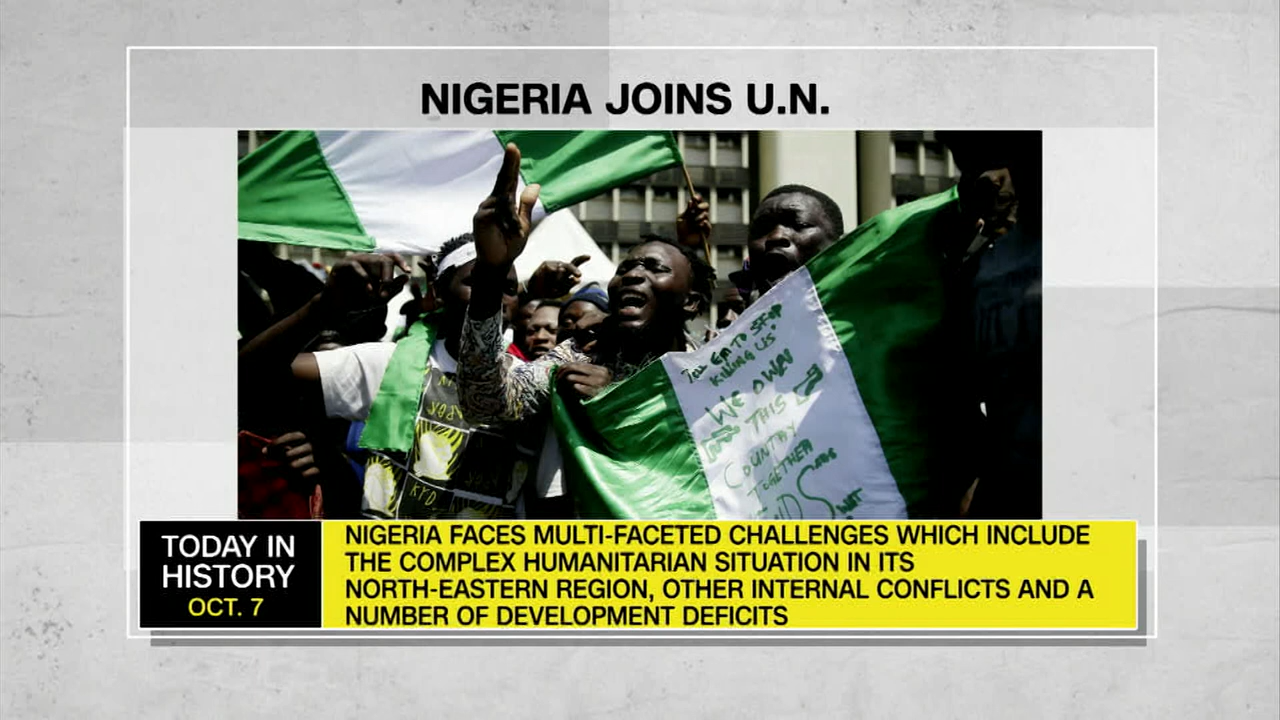 NIGERIA JOINS U.N.
KILLING US"
WE OWN
THIS
COUNTRY
TOGETHER
TODAY IN
HISTORY
OCT. 7
NIGERIA FACES MULTI-FACETED CHALLENGES WHICH INCLUDE
THE COMPLEX HUMANITARIAN SITUATION IN ITS
NORTH-EASTERN REGION, OTHER INTERNAL CONFLICTS AND A
NUMBER OF DEVELOPMENT DEFICITS